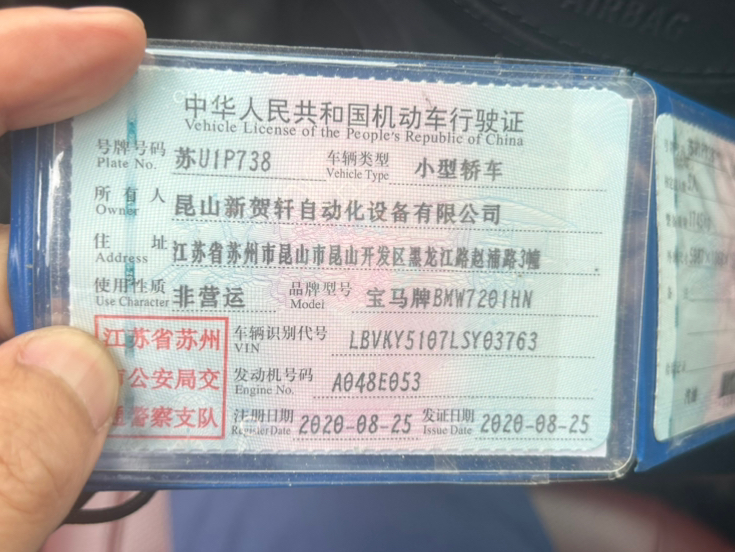 AIRBAG
中华人民共和国机动车行驶证
Vehicle License of the People's Republic of China
号牌号码 苏U1P738 车辆类型 小型轿车
Plate No. Vehicle Type
所有人 昆山新贺轩自动化设备有限公司
Owner
住址 江苏省苏州市昆山市昆山开发区黑龙江路赵浦路3幢
Address
使用性质 非营运 品牌型号 宝马牌BMW7201HN
Use Character Model
江苏省苏州 车辆识别代号 LBVKY5107LSY03763
VIN
公安局交 发动机号码 A048E053
Engine No.
警察支队 注册日期 2020-08-25 发证日期 2020-08-25
Register Date Issue Date